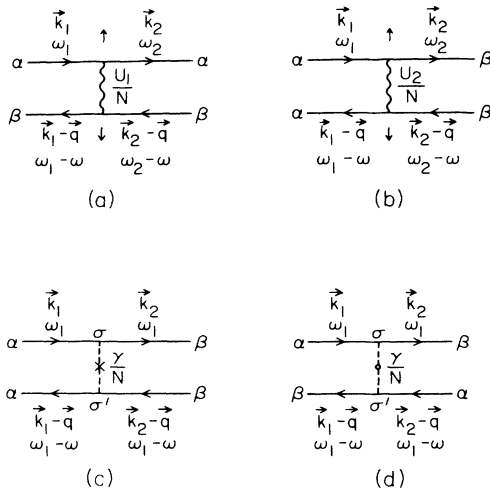 k⃗₁ ↑ k⃗₂
ω₁ ω₂
α α
U₁/N
β β
k⃗₁-q⃗ ↓ k⃗₂-q⃗
ω₁-ω ω₂-ω
(a)
k⃗₁ ↑ k⃗₂
ω₁ ω₂
α β
U₂/N
α β
k⃗₁-q⃗ ↓ k⃗₂-q⃗
ω₁-ω ω₂-ω
(b)
k⃗₁ k⃗₂
ω₁ σ ω₁
α β
γ/N
α β
σ'
k⃗₁-q⃗ k⃗₂-q⃗
ω₁-ω ω₁-ω
(c)
k⃗₁ k⃗₂
ω₁ σ ω₁
α β
γ/N
β α
σ'
k⃗₁-q⃗ k⃗₂-q⃗
ω₁-ω ω₁-ω
(d)